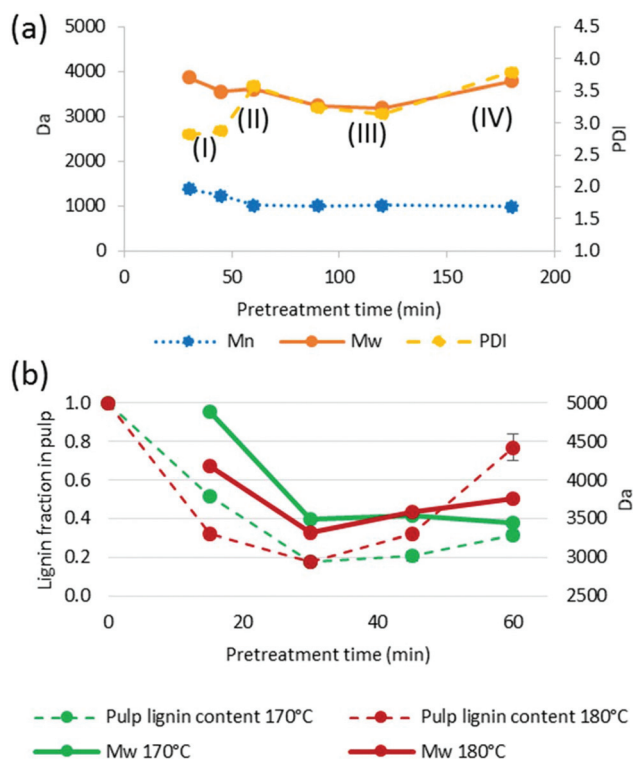 (a)
5000
4000
3000
2000
1000
0
Da
4.5
4.0
3.5
3.0
2.5
2.0
1.5
1.0
PDI
(I)
(II)
(III)
(IV)
0 50 100 150 200
Pretreatment time (min)
Mn Mw PDI
(b)
1.0
0.8
0.6
0.4
0.2
0.0
Lignin fraction in pulp
5000
4500
4000
3500
3000
2500
Da
0 20 40 60
Pretreatment time (min)
Pulp lignin content 170°C Pulp lignin content 180°C
Mw 170°C Mw 180°C